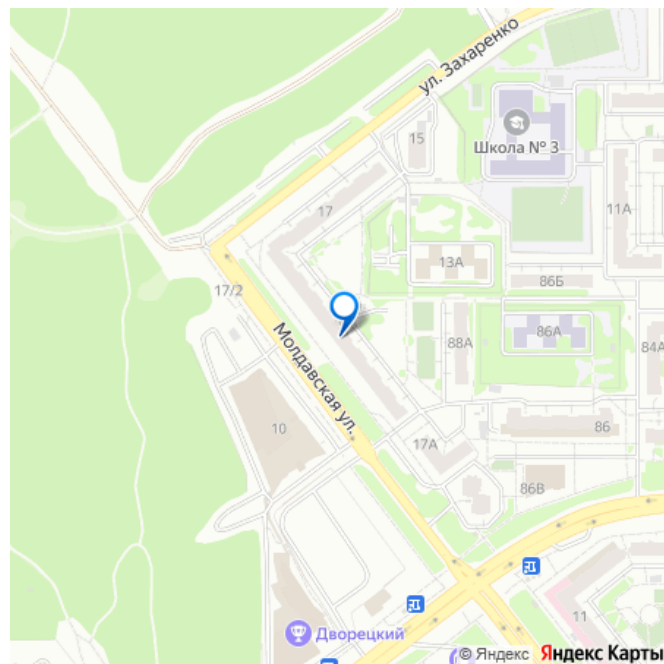 ул. Захаренко
15
Школа № 3
17
11А
13А
86Б
17/2
Молдавская ул.
88А
86А
84А
10
17А
86
86В
11
Дворецкий
© Яндекс Яндекс Карты